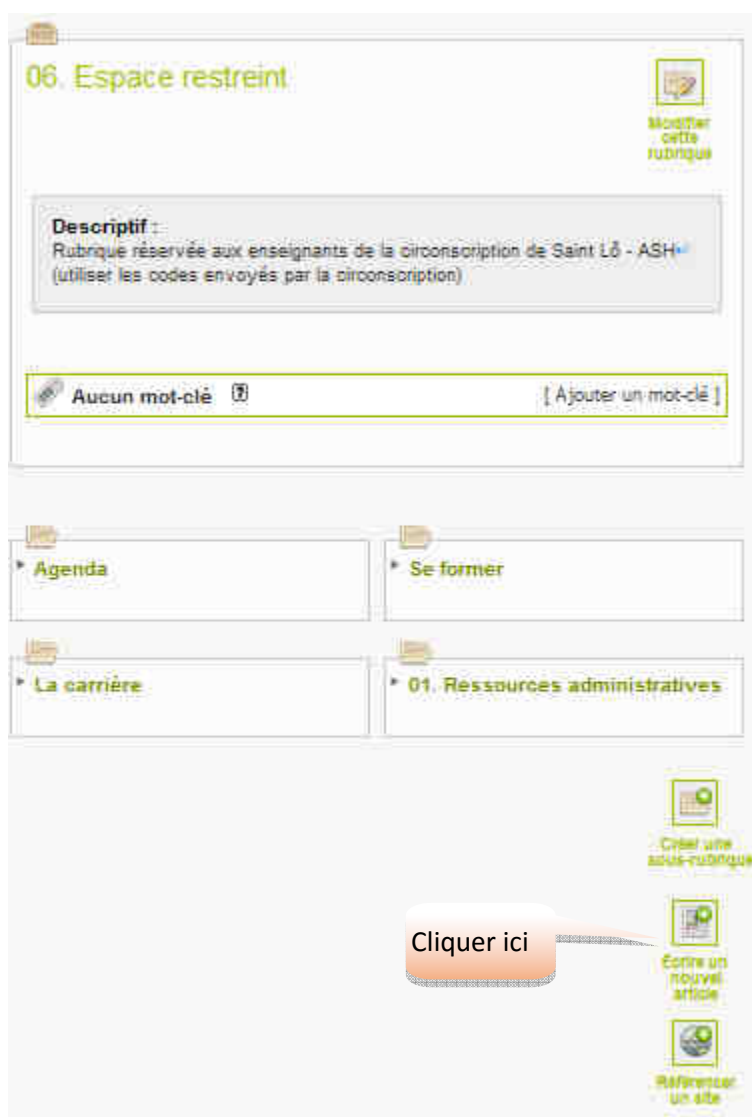 06. Espace restreint
Modifier
cette
rubrique
Descriptif :
Rubrique réservée aux enseignants de la circonscription de Saint Lô - ASH
(utiliser les codes envoyés par la circonscription)
Aucun mot-clé ?
[ Ajouter un mot-clé ]
Agenda
Se former
La carrière
01. Ressources administratives
Créer une
sous-rubrique
Cliquer ici
Écrire un
nouvel
article
Référencer
un site